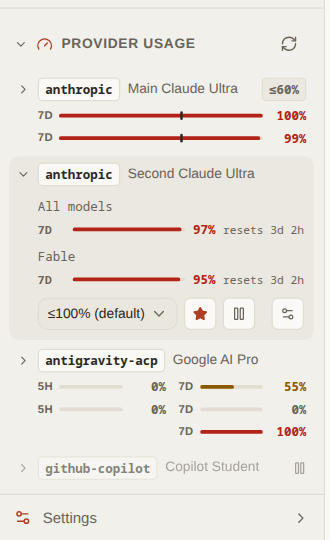 PROVIDER USAGE
anthropic Main Claude Ultra ≤60%
7D 100%
7D 99%
anthropic Second Claude Ultra
All models
7D 97% resets 3d 2h
Fable
7D 95% resets 3d 2h
≤100% (default)
antigravity-acp Google AI Pro
5H 0% 7D 55%
5H 0% 7D 0%
7D 100%
github-copilot Copilot Student
Settings